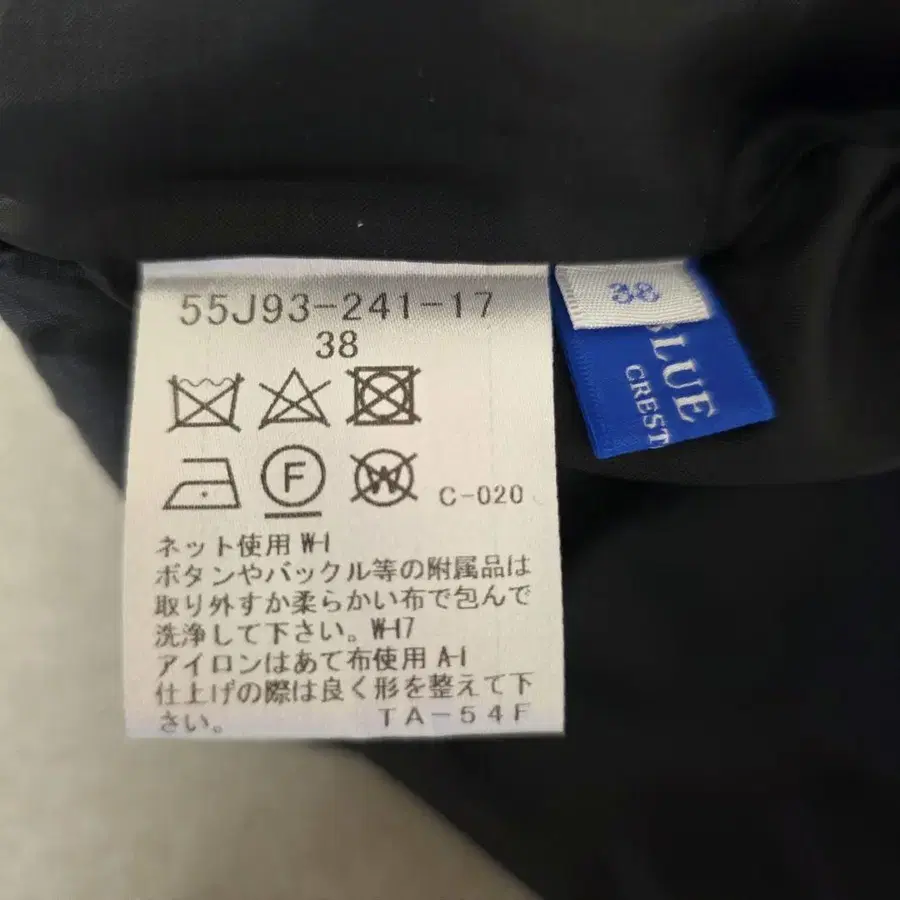 55J93-241-17
38
F
W
C-020
ネット使用 W-1
ボタンやバックル等の附属品は
取り外すか柔らかい布で包んで
洗浄して下さい。W-17
アイロンはあて布使用 A-1
仕上げの際は良く形を整えて下
さい。 TA-54F
38
BLUE
CREST